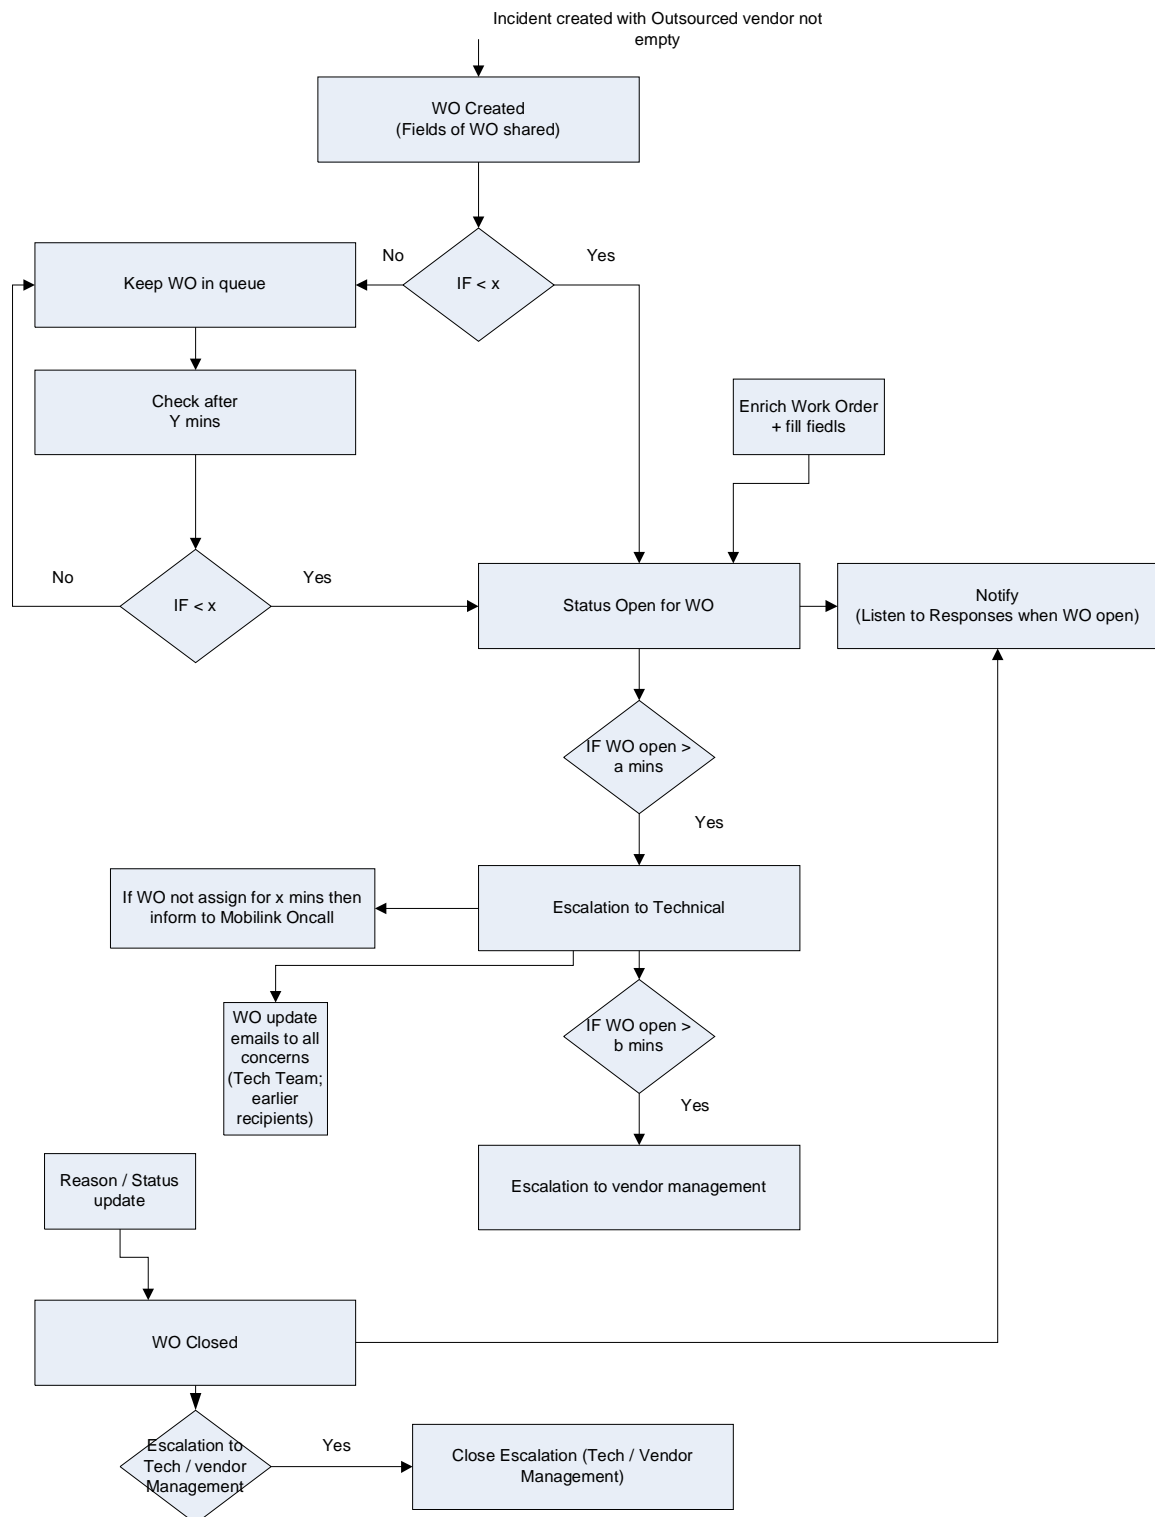 Incident created with Outsourced vendor not
empty
WO Created
(Fields of WO shared)
No
Yes
Keep WO in queue
IF < x
Check after
Y mins
Enrich Work Order
+ fill fiedls
No
Yes
IF < x
Status Open for WO
Notify
(Listen to Responses when WO open)
IF WO open >
a mins
Yes
If WO not assign for x mins then
inform to Mobilink Oncall
Escalation to Technical
WO update
emails to all
concerns
(Tech Team;
earlier
recipients)
IF WO open >
b mins
Yes
Escalation to vendor management
Reason / Status
update
WO Closed
Escalation to
Tech / vendor
Management
Yes
Close Escalation (Tech / Vendor
Management)